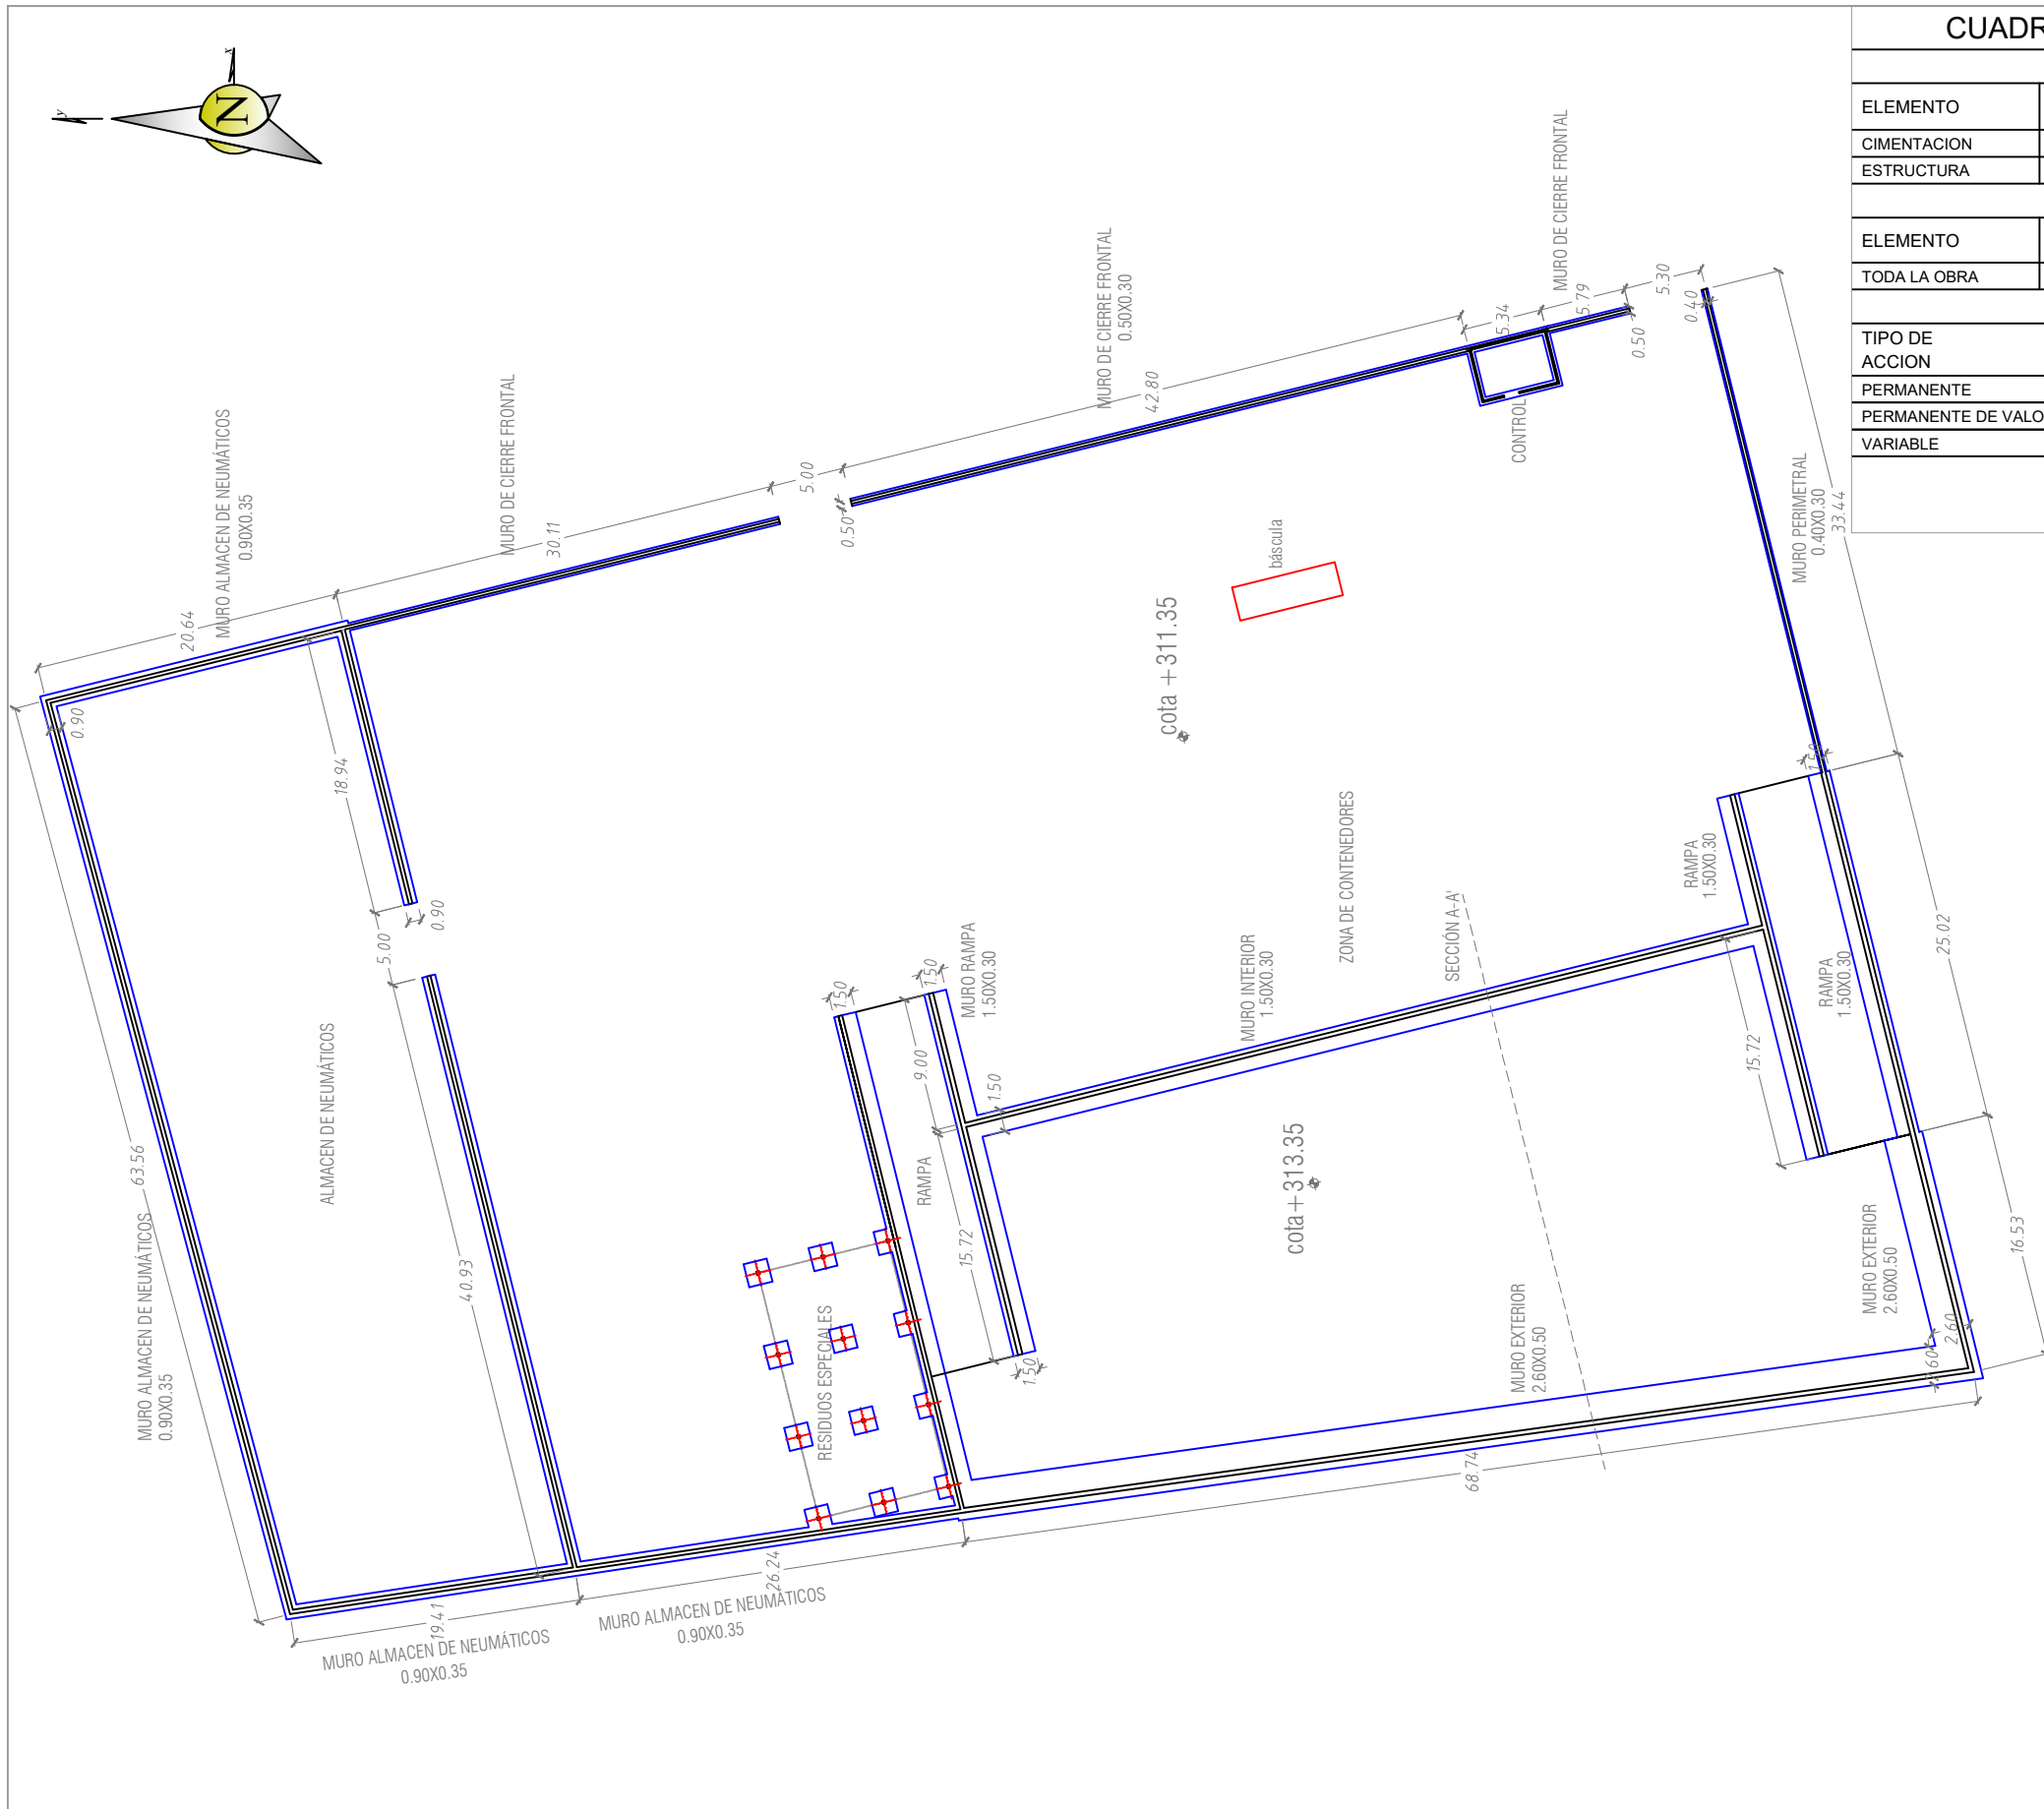 CUADR
ELEMENTO
CIMENTACION
ESTRUCTURA
ELEMENTO
TODA LA OBRA
TIPO DE
ACCION
PERMANENTE
PERMANENTE DE VALO
VARIABLE
x
y
N
MURO DE CIERRE FRONTAL
5.30
5.79
5.34
0.40
0.50
MURO DE CIERRE FRONTAL
0.50X0.30
42.80
CONTROL
MURO DE CIERRE FRONTAL
30.11
5.00
0.50
MURO ALMACEN DE NEUMÁTICOS
0.90X0.35
20.64
0.90
báscula
cota +311.35
MURO PERIMETRAL
0.40X0.30
33.44
18.94
0.90
5.00
1.50
RAMPA
1.50X0.30
RAMPA
1.50X0.30
25.02
15.72
ZONA DE CONTENEDORES
SECCIÓN A-A'
MURO INTERIOR
1.50X0.30
MURO RAMPA
1.50X0.30
1.50
1.50
9.00
1.50
RAMPA
15.72
1.50
ALMACEN DE NEUMÁTICOS
63.56
40.93
MURO ALMACEN DE NEUMÁTICOS
0.90X0.35
RESIDUOS ESPECIALES
cota+313.35
MURO EXTERIOR
2.60X0.50
MURO EXTERIOR
2.60X0.50
16.53
2.60
2.60
68.74
26.24
19.41
MURO ALMACEN DE NEUMÁTICOS
0.90X0.35
MURO ALMACEN DE NEUMÁTICOS
0.90X0.35